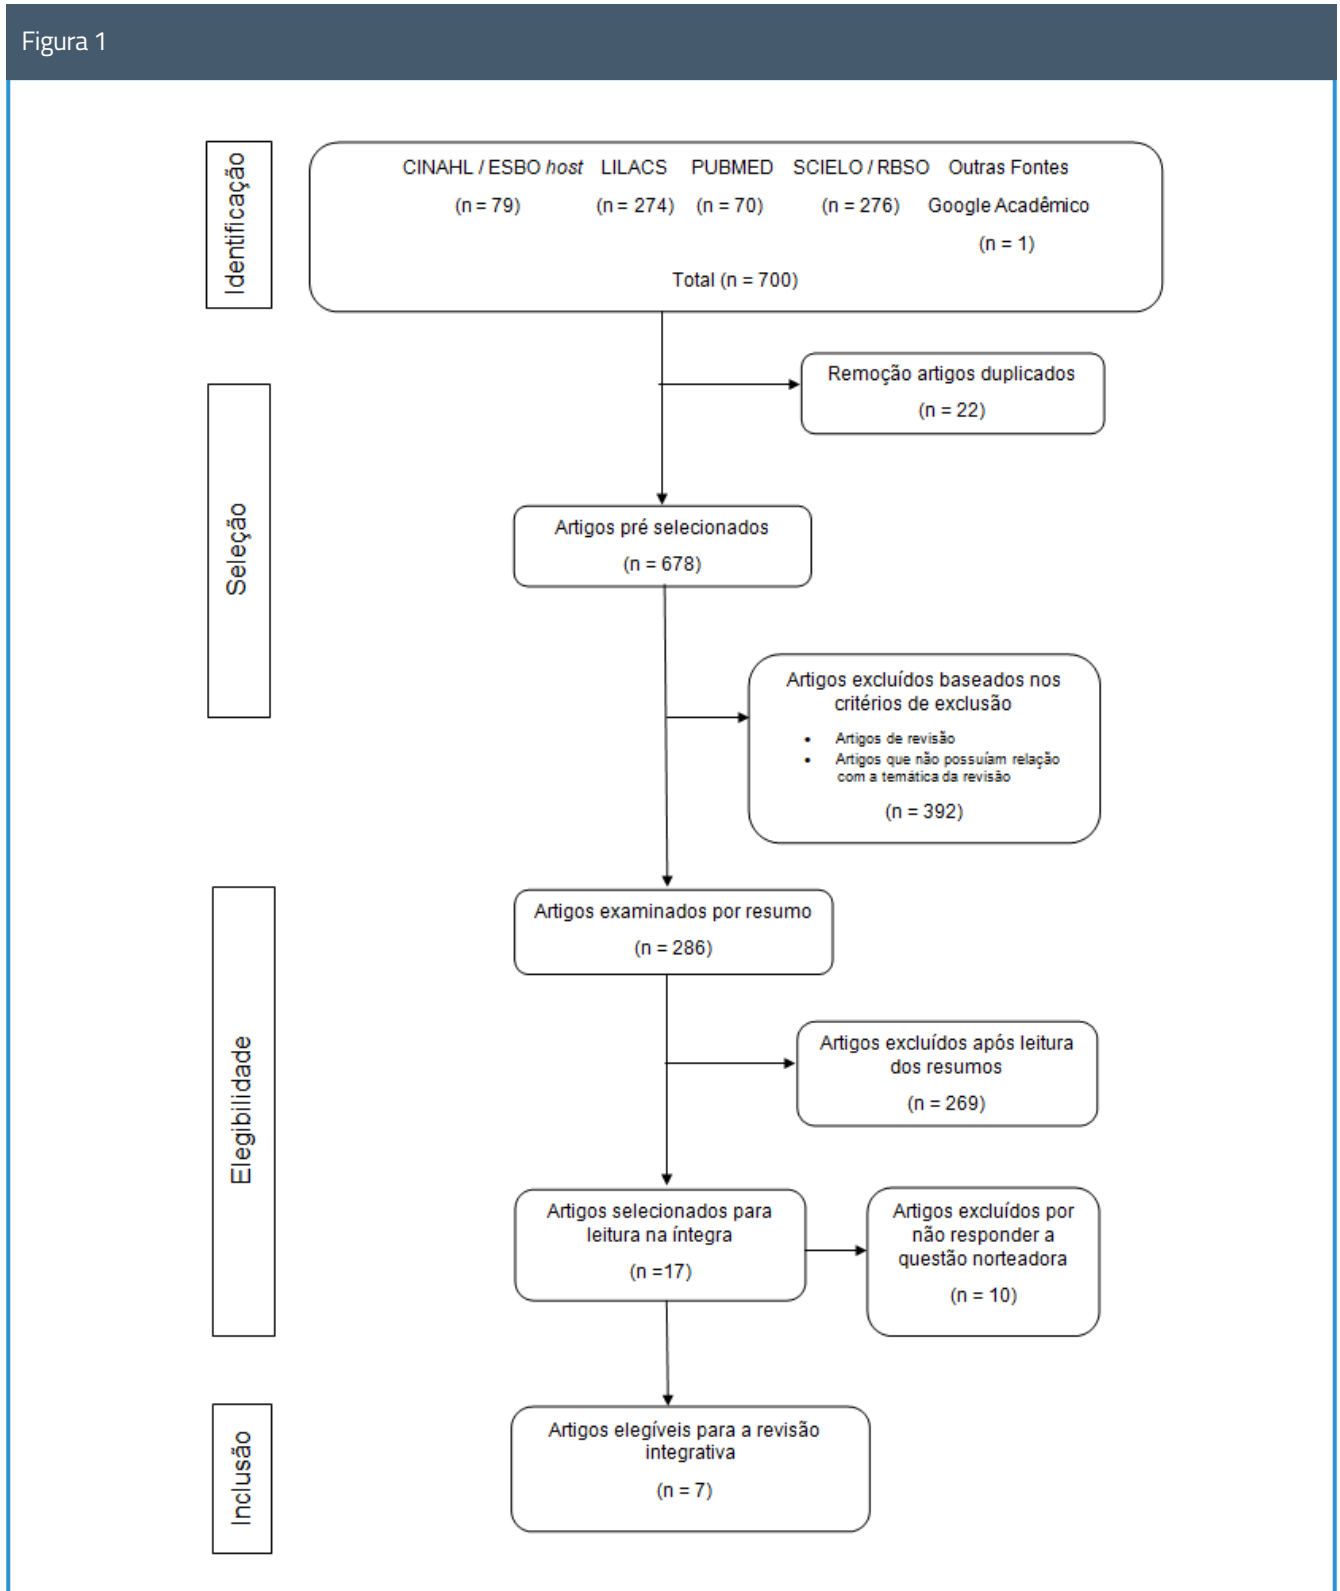 Figura 1
Identificação
CINAHL / ESBO host LILACS PUBMED SCIELO / RBSO Outras Fontes
(n = 79) (n = 274) (n = 70) (n = 276) Google Acadêmico
(n = 1)
Total (n = 700)
Remoção artigos duplicados
(n = 22)
Seleção
Artigos pré selecionados
(n = 678)
Artigos excluídos baseados nos
critérios de exclusão
• Artigos de revisão
• Artigos que não possuíam relação
com a temática da revisão
(n = 392)
Elegibilidade
Artigos examinados por resumo
(n = 286)
Artigos excluídos após leitura
dos resumos
(n = 269)
Artigos selecionados para
leitura na íntegra
(n =17)
Artigos excluídos por
não responder a
questão norteadora
(n = 10)
Inclusão
Artigos elegíveis para a revisão
integrativa
(n = 7)